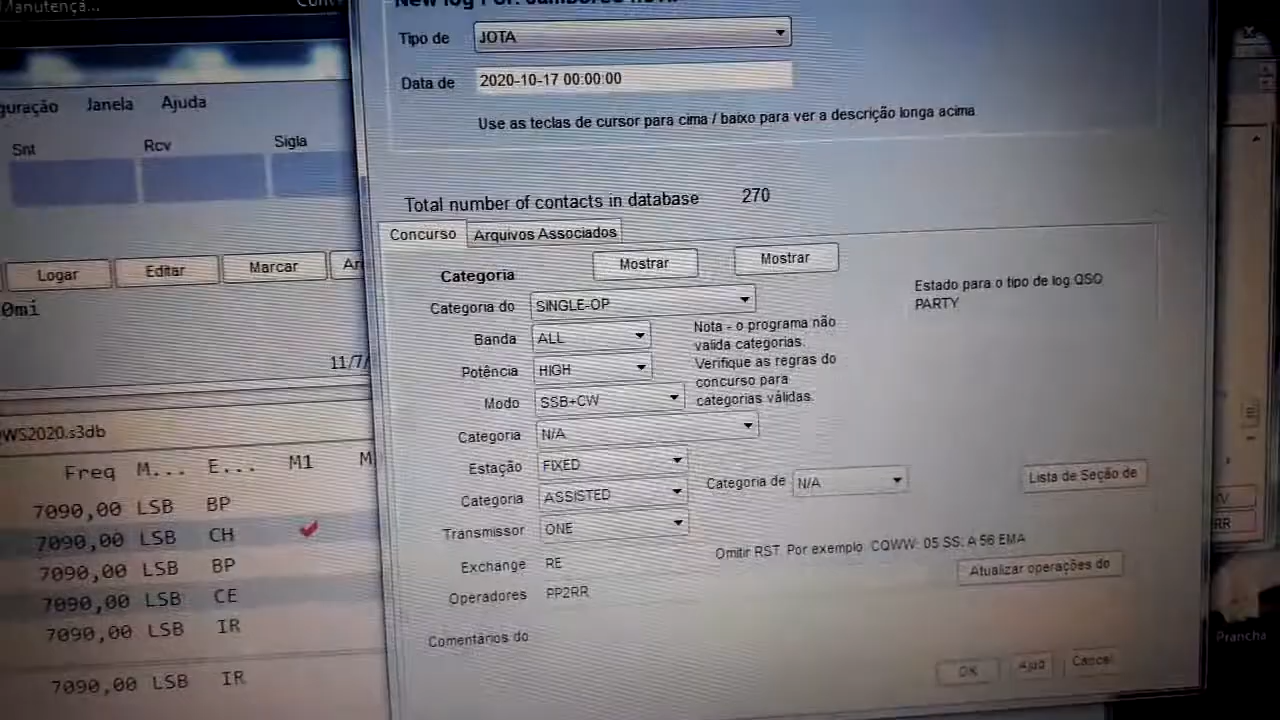 Manutençã...
New log For: Jamboree
Tipo de JOTA
Data de 2020-10-17 00:00:00
Use as teclas de cursor para cima / baixo para ver a descrição longa acima
Total number of contacts in database 270
Concurso Arquivos Associados
Categoria Mostrar Mostrar
Categoria do SINGLE-OP
Estado para o tipo de log QSO
PARTY
Banda ALL
Potência HIGH
Modo SSB+CW
Nota - o programa não
valida categorias.
Verifique as regras do
concurso para
categorias válidas.
Categoria N/A
Estação FIXED
Categoria ASSISTED
Categoria de N/A
Lista de Seção de
Transmissor ONE
Exchange RE
Omitir RST. Por exemplo: CQWW: 05 SS: A 56 EMA
Operadores PP2RR
Atualizar operações do
Comentários do
OK Ajud Cancel
guração Janela Ajuda
Snt Rcv Sigla
Logar Editar Marcar
0mi
11/7/
WS2020.s3db
Freq M... E... M1 M
7090,00 LSB BP
7090,00 LSB CH
7090,00 LSB BP
7090,00 LSB CE
7090,00 LSB IR
7090,00 LSB IR
RR
Prancha